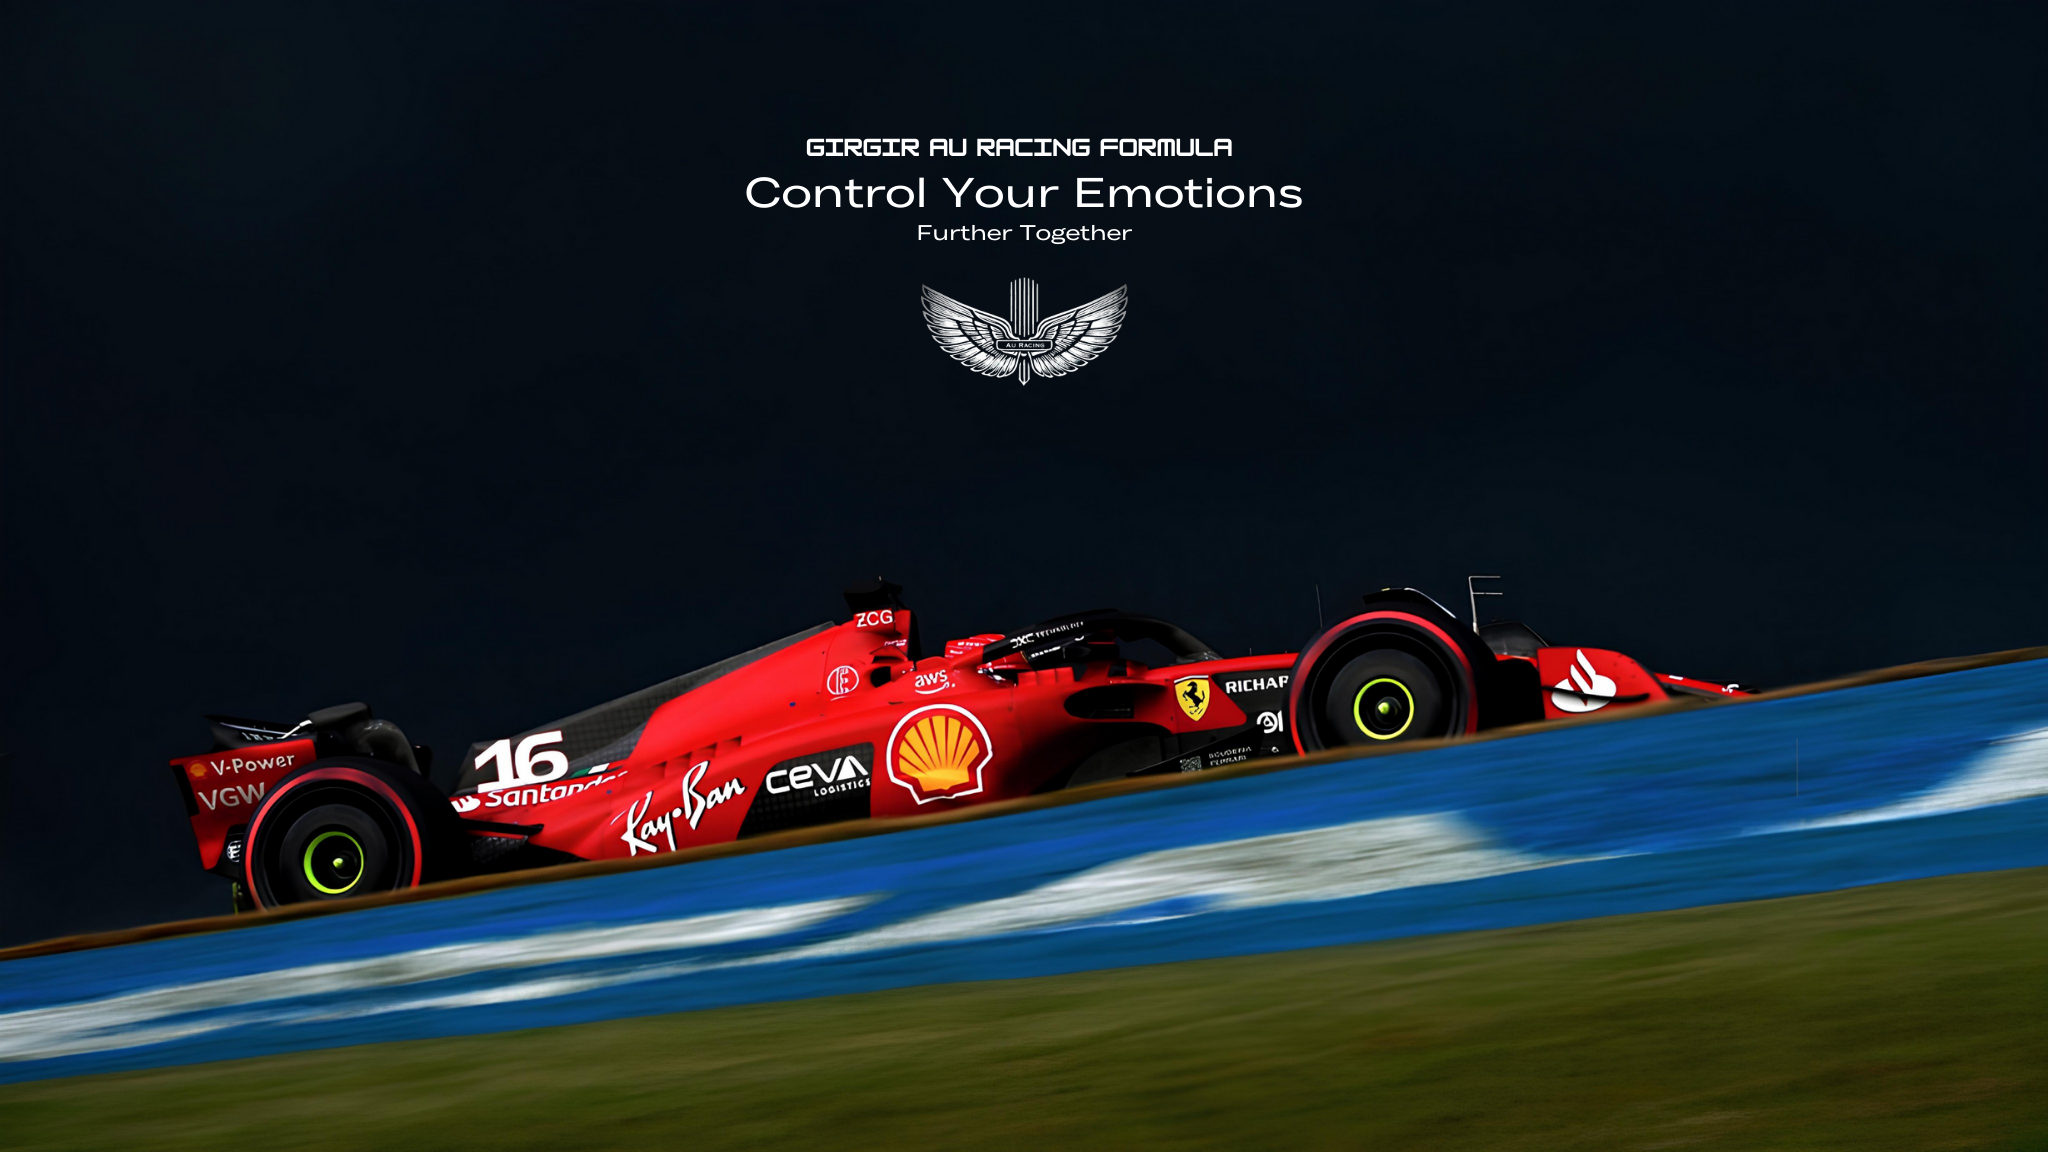 GIRGIR AU RACING FORMULA
Control Your Emotions
Further Together
AU RACING
ZCG
aws
RICHAR
16
Santander
V-Power
VGW
Ray-Ban
CEVA
LOGISTICS